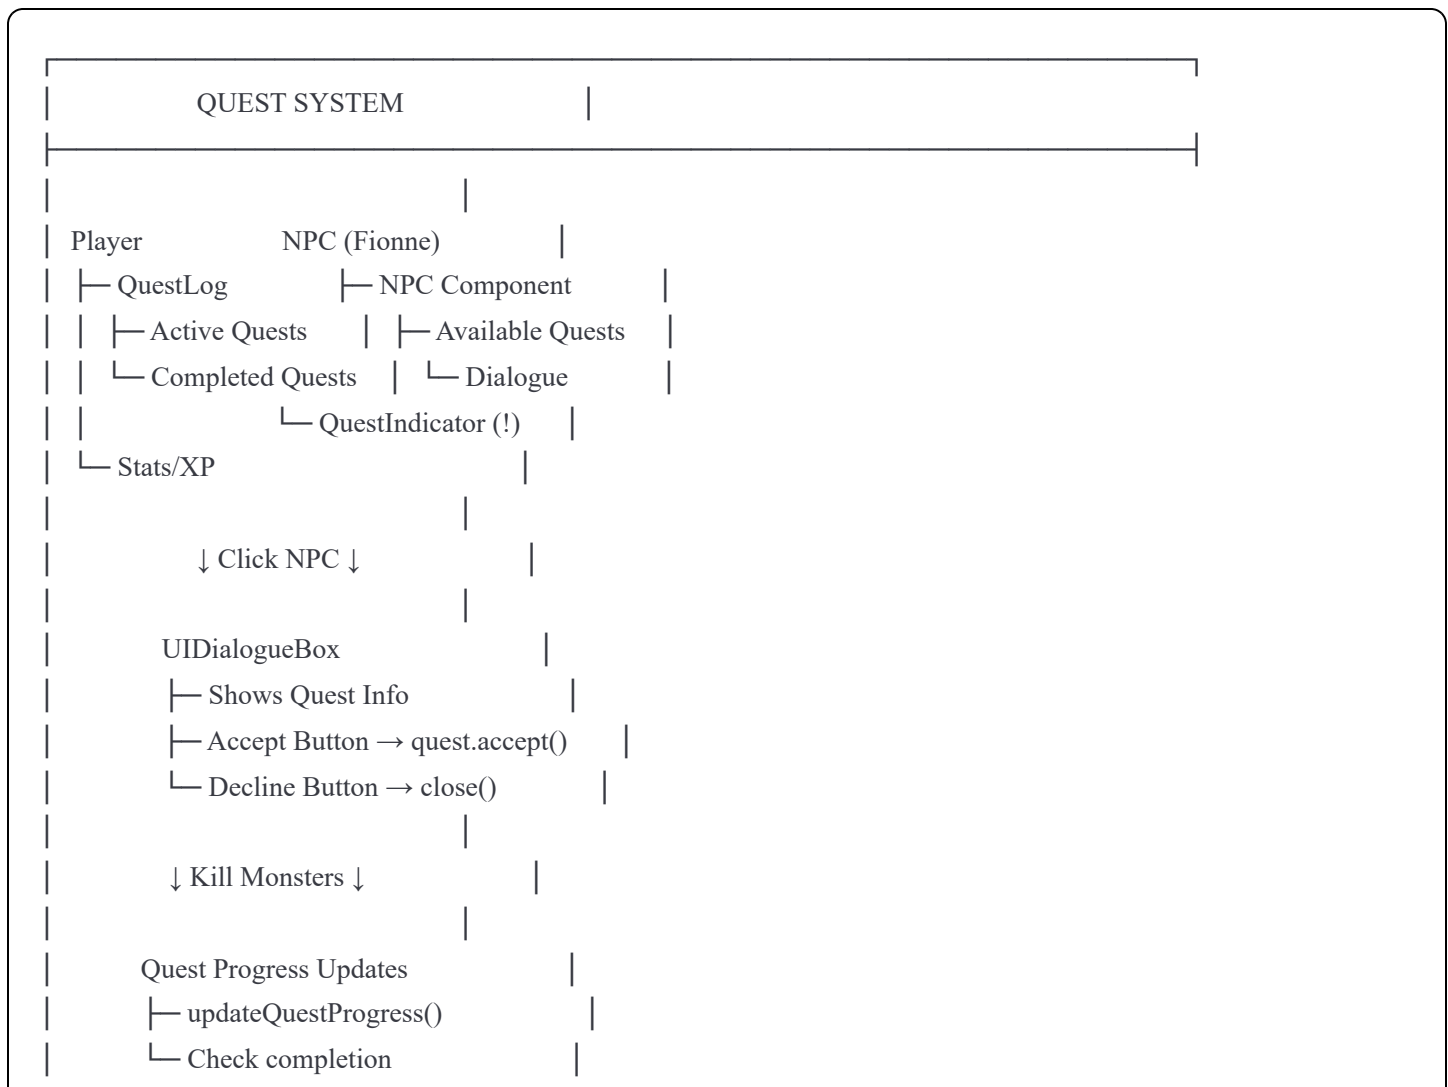 ┌─────────────────────────────────────────────────────────┐
│ QUEST SYSTEM │
├─────────────────────────────────────────────────────────┤
│ │
│ Player NPC (Fionne) │
│ ├─ QuestLog ├─ NPC Component │
│ │ ├─ Active Quests │ ├─ Available Quests │
│ │ └─ Completed Quests │ └─ Dialogue │
│ │ └─ QuestIndicator (!) │
│ └─ Stats/XP │
│ │
│ ↓ Click NPC ↓ │
│ │
│ UIDialogueBox │
│ ├─ Shows Quest Info │
│ ├─ Accept Button → quest.accept() │
│ └─ Decline Button → close() │
│ │
│ ↓ Kill Monsters ↓ │
│ │
│ Quest Progress Updates │
│ ├─ updateQuestProgress() │
│ └─ Check completion │